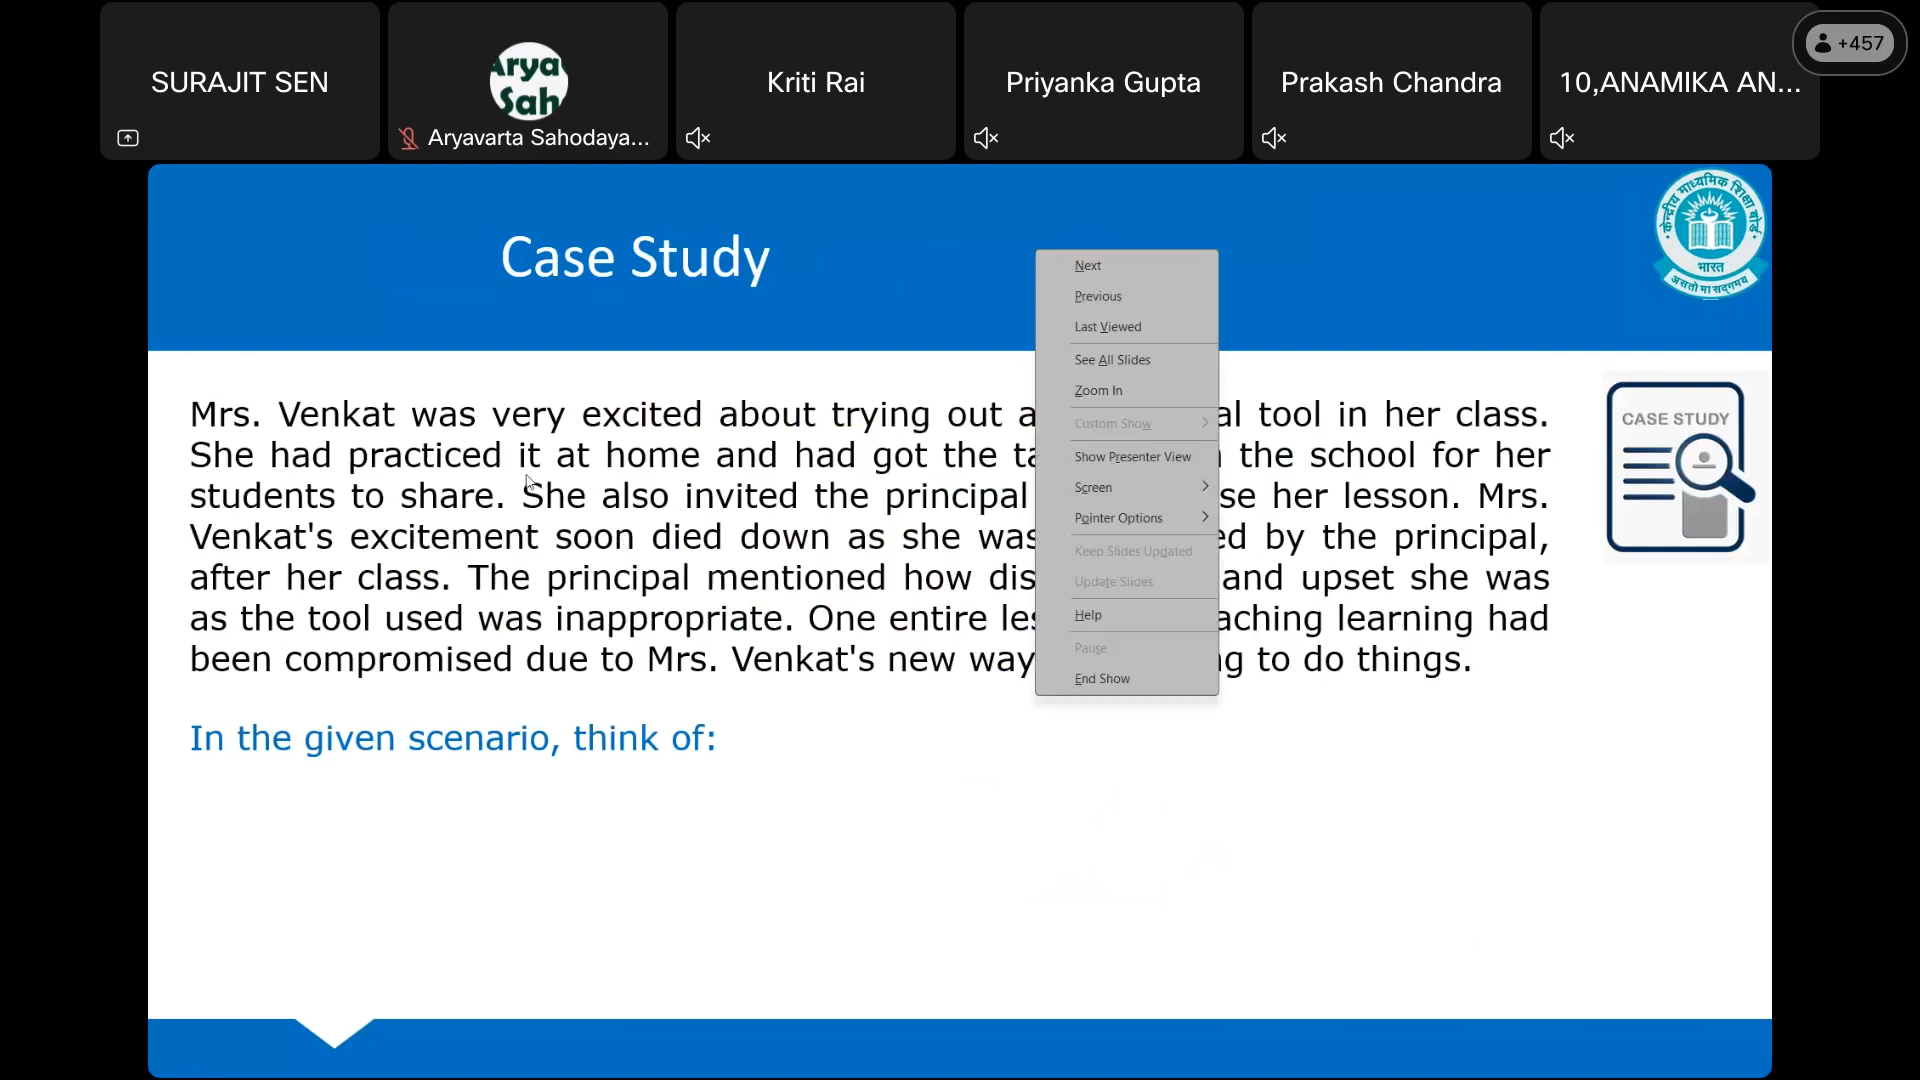 SURAJIT SEN
Arya
Sah
Aryavarta Sahodaya...
Kriti Rai
Priyanka Gupta
Prakash Chandra
10,ANAMIKA AN...
+457
केन्द्रीय माध्यमिक शिक्षा बोर्ड
भारत
असतो मा सद्गमय
Case Study
Next
Previous
Last Viewed
See All Slides
Zoom In
Custom Show
Show Presenter View
Screen
Pointer Options
Keep Slides Updated
Update Slides
Help
Pause
End Show
CASE STUDY
Mrs. Venkat was very excited about trying out a al tool in her class.
She had practiced it at home and had got the ta the school for her
students to share. She also invited the principal se her lesson. Mrs.
Venkat's excitement soon died down as she was ed by the principal,
after her class. The principal mentioned how dis and upset she was
as the tool used was inappropriate. One entire les aching learning had
been compromised due to Mrs. Venkat's new way g to do things.
In the given scenario, think of: